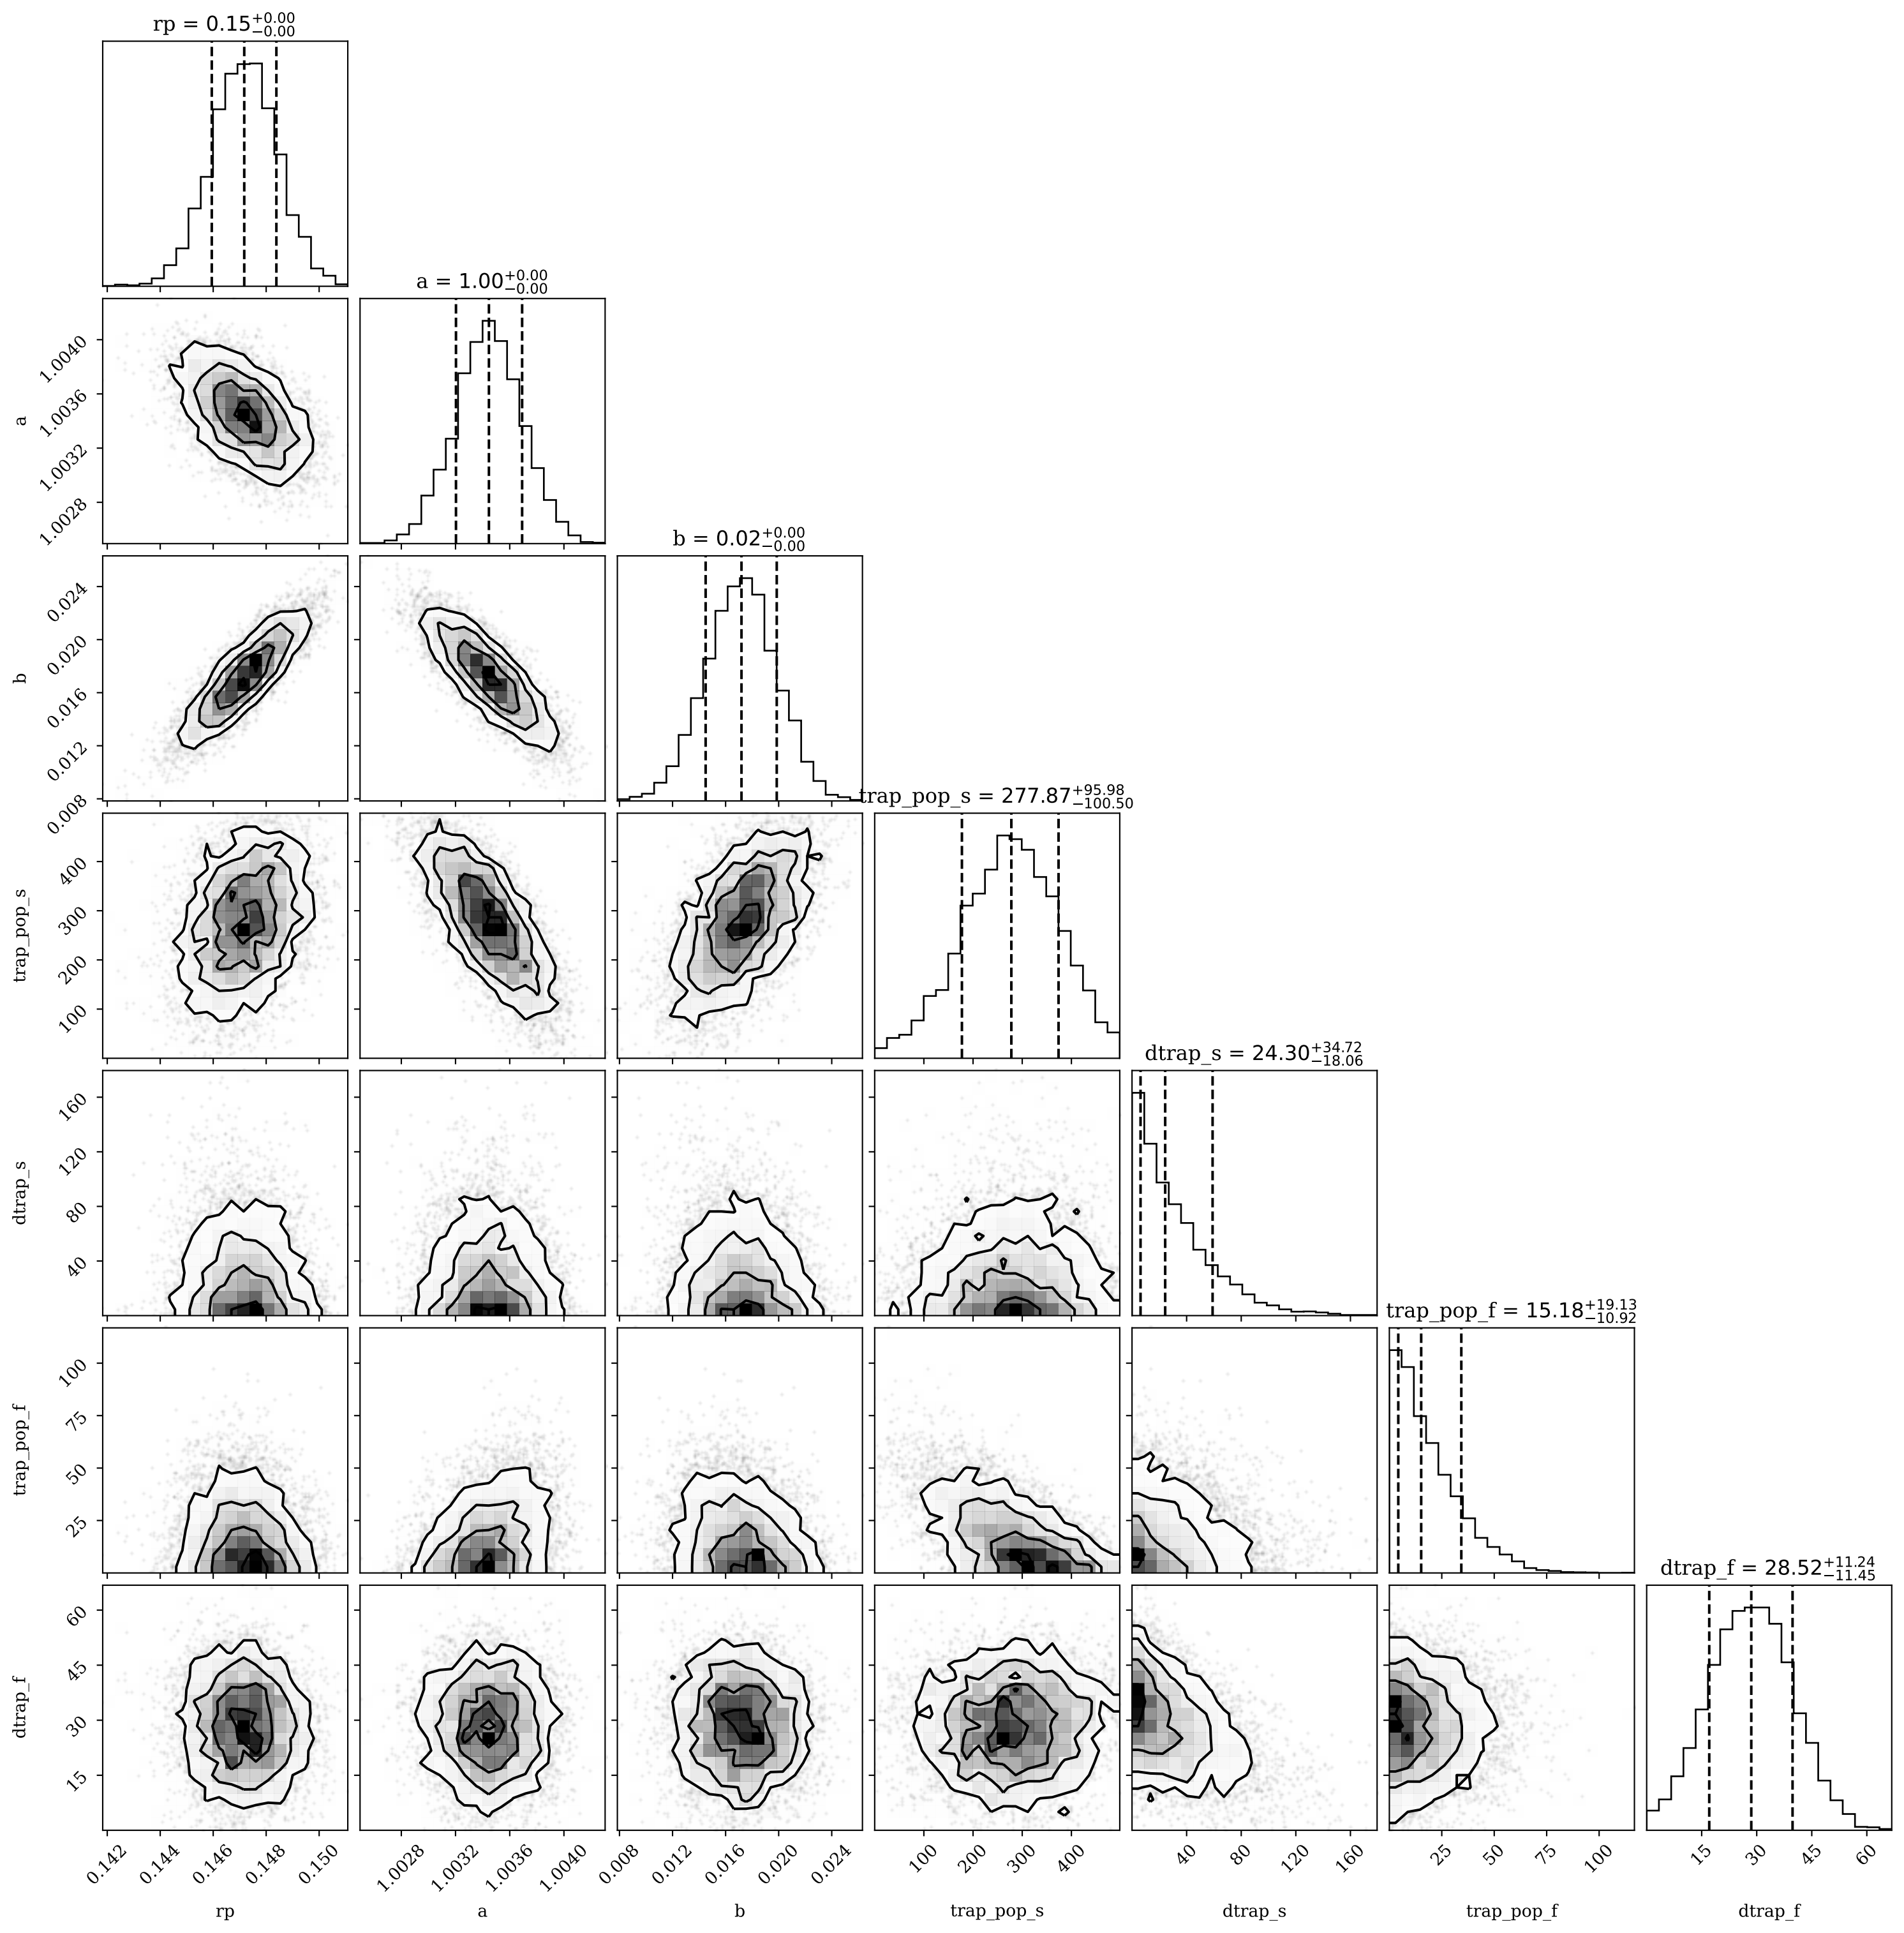 rp = 0.15 +0.00 −0.00
a = 1.00 +0.00 −0.00
a
1.0040
1.0036
1.0032
1.0028
b = 0.02 +0.00 −0.00
b
0.024
0.020
0.016
0.012
0.008
trap_pop_s = 277.87 +95.98 −100.50
trap_pop_s
400
300
200
100
dtrap_s = 24.30 +34.72 −18.06
dtrap_s
160
120
80
40
trap_pop_f = 15.18 +19.13 −10.92
trap_pop_f
100
75
50
25
dtrap_f = 28.52 +11.24 −11.45
dtrap_f
60
45
30
15
0.142 0.144 0.146 0.148 0.150 1.0028 1.0032 1.0036 1.0040 0.008 0.012 0.016 0.020 0.024 100 200 300 400 40 80 120 160 25 50 75 100 15 30 45 60
rp a b trap_pop_s dtrap_s trap_pop_f dtrap_f